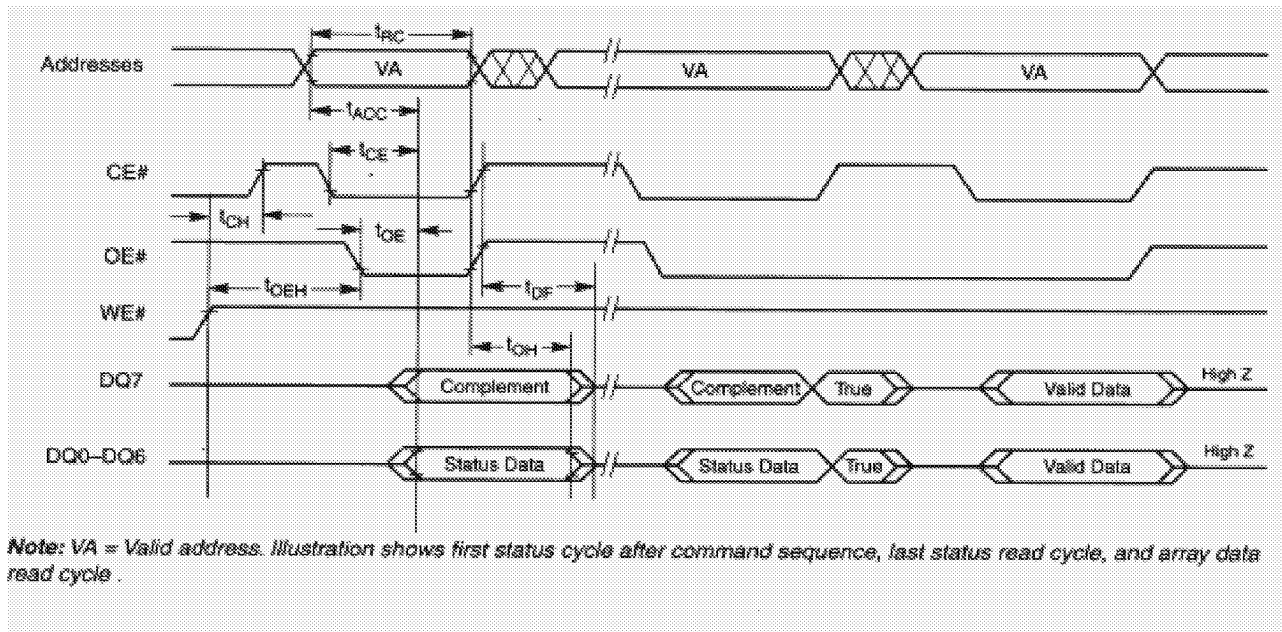 tRC
Addresses VA VA VA
tACC
tCE
CE#
tCH
tOE
OE#
tOEH
tDF
WE#
tOH
DQ7 Complement Complement True Valid Data High Z
DQ0–DQ6 Status Data Status Data True Valid Data High Z
Note: VA = Valid address. Illustration shows first status cycle after command sequence, last status read cycle, and array data
read cycle .